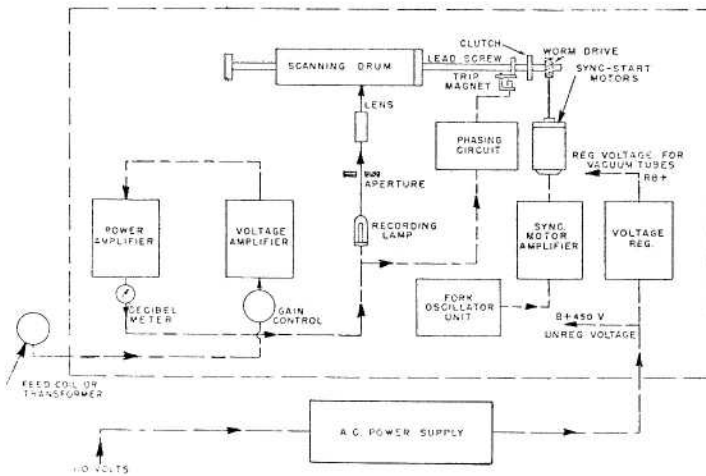 CLUTCH
WORM DRIVE
SCANNING DRUM
LEAD SCREW
SYNC-START
MOTORS
TRIP
MAGNET
LENS
PHASING
CIRCUIT
REG VOLTAGE FOR
VACUUM TUBES
RB+
APERTURE
POWER
AMPLIFIER
VOLTAGE
AMPLIFIER
RECORDING
LAMP
SYNC.
MOTOR
AMPLIFIER
VOLTAGE
REG.
DECIBEL
METER
GAIN
CONTROL
FORK
OSCILLATOR
UNIT
B+450 V
UNREG VOLTAGE
FEED COIL OR
TRANSFORMER
A.C. POWER SUPPLY
110 VOLTS